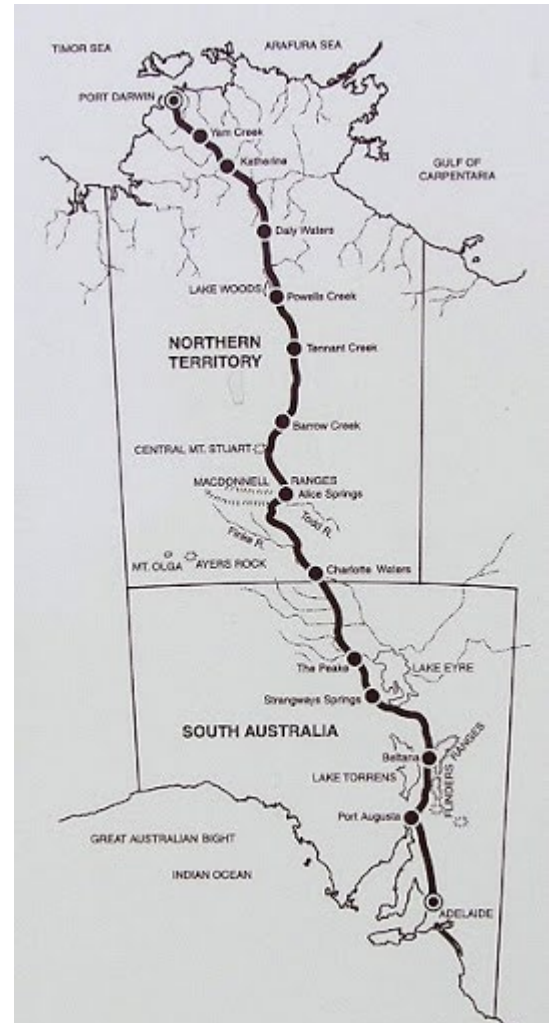 TIMOR SEA
ARAFURA SEA
PORT DARWIN
Yam Creek
Katherine
GULF OF
CARPENTARIA
Daly Waters
LAKE WOODS
Powells Creek
NORTHERN
TERRITORY
Tennant Creek
Barrow Creek
CENTRAL MT. STUART
MACDONNELL RANGES
Alice Springs
Todd R.
Finke R.
MT. OLGA
AYERS ROCK
Charlotte Waters
The Peake
LAKE EYRE
Strangways Springs
SOUTH AUSTRALIA
Beltana
FLINDERS RANGES
LAKE TORRENS
Port Augusta
GREAT AUSTRALIAN BIGHT
INDIAN OCEAN
ADELAIDE